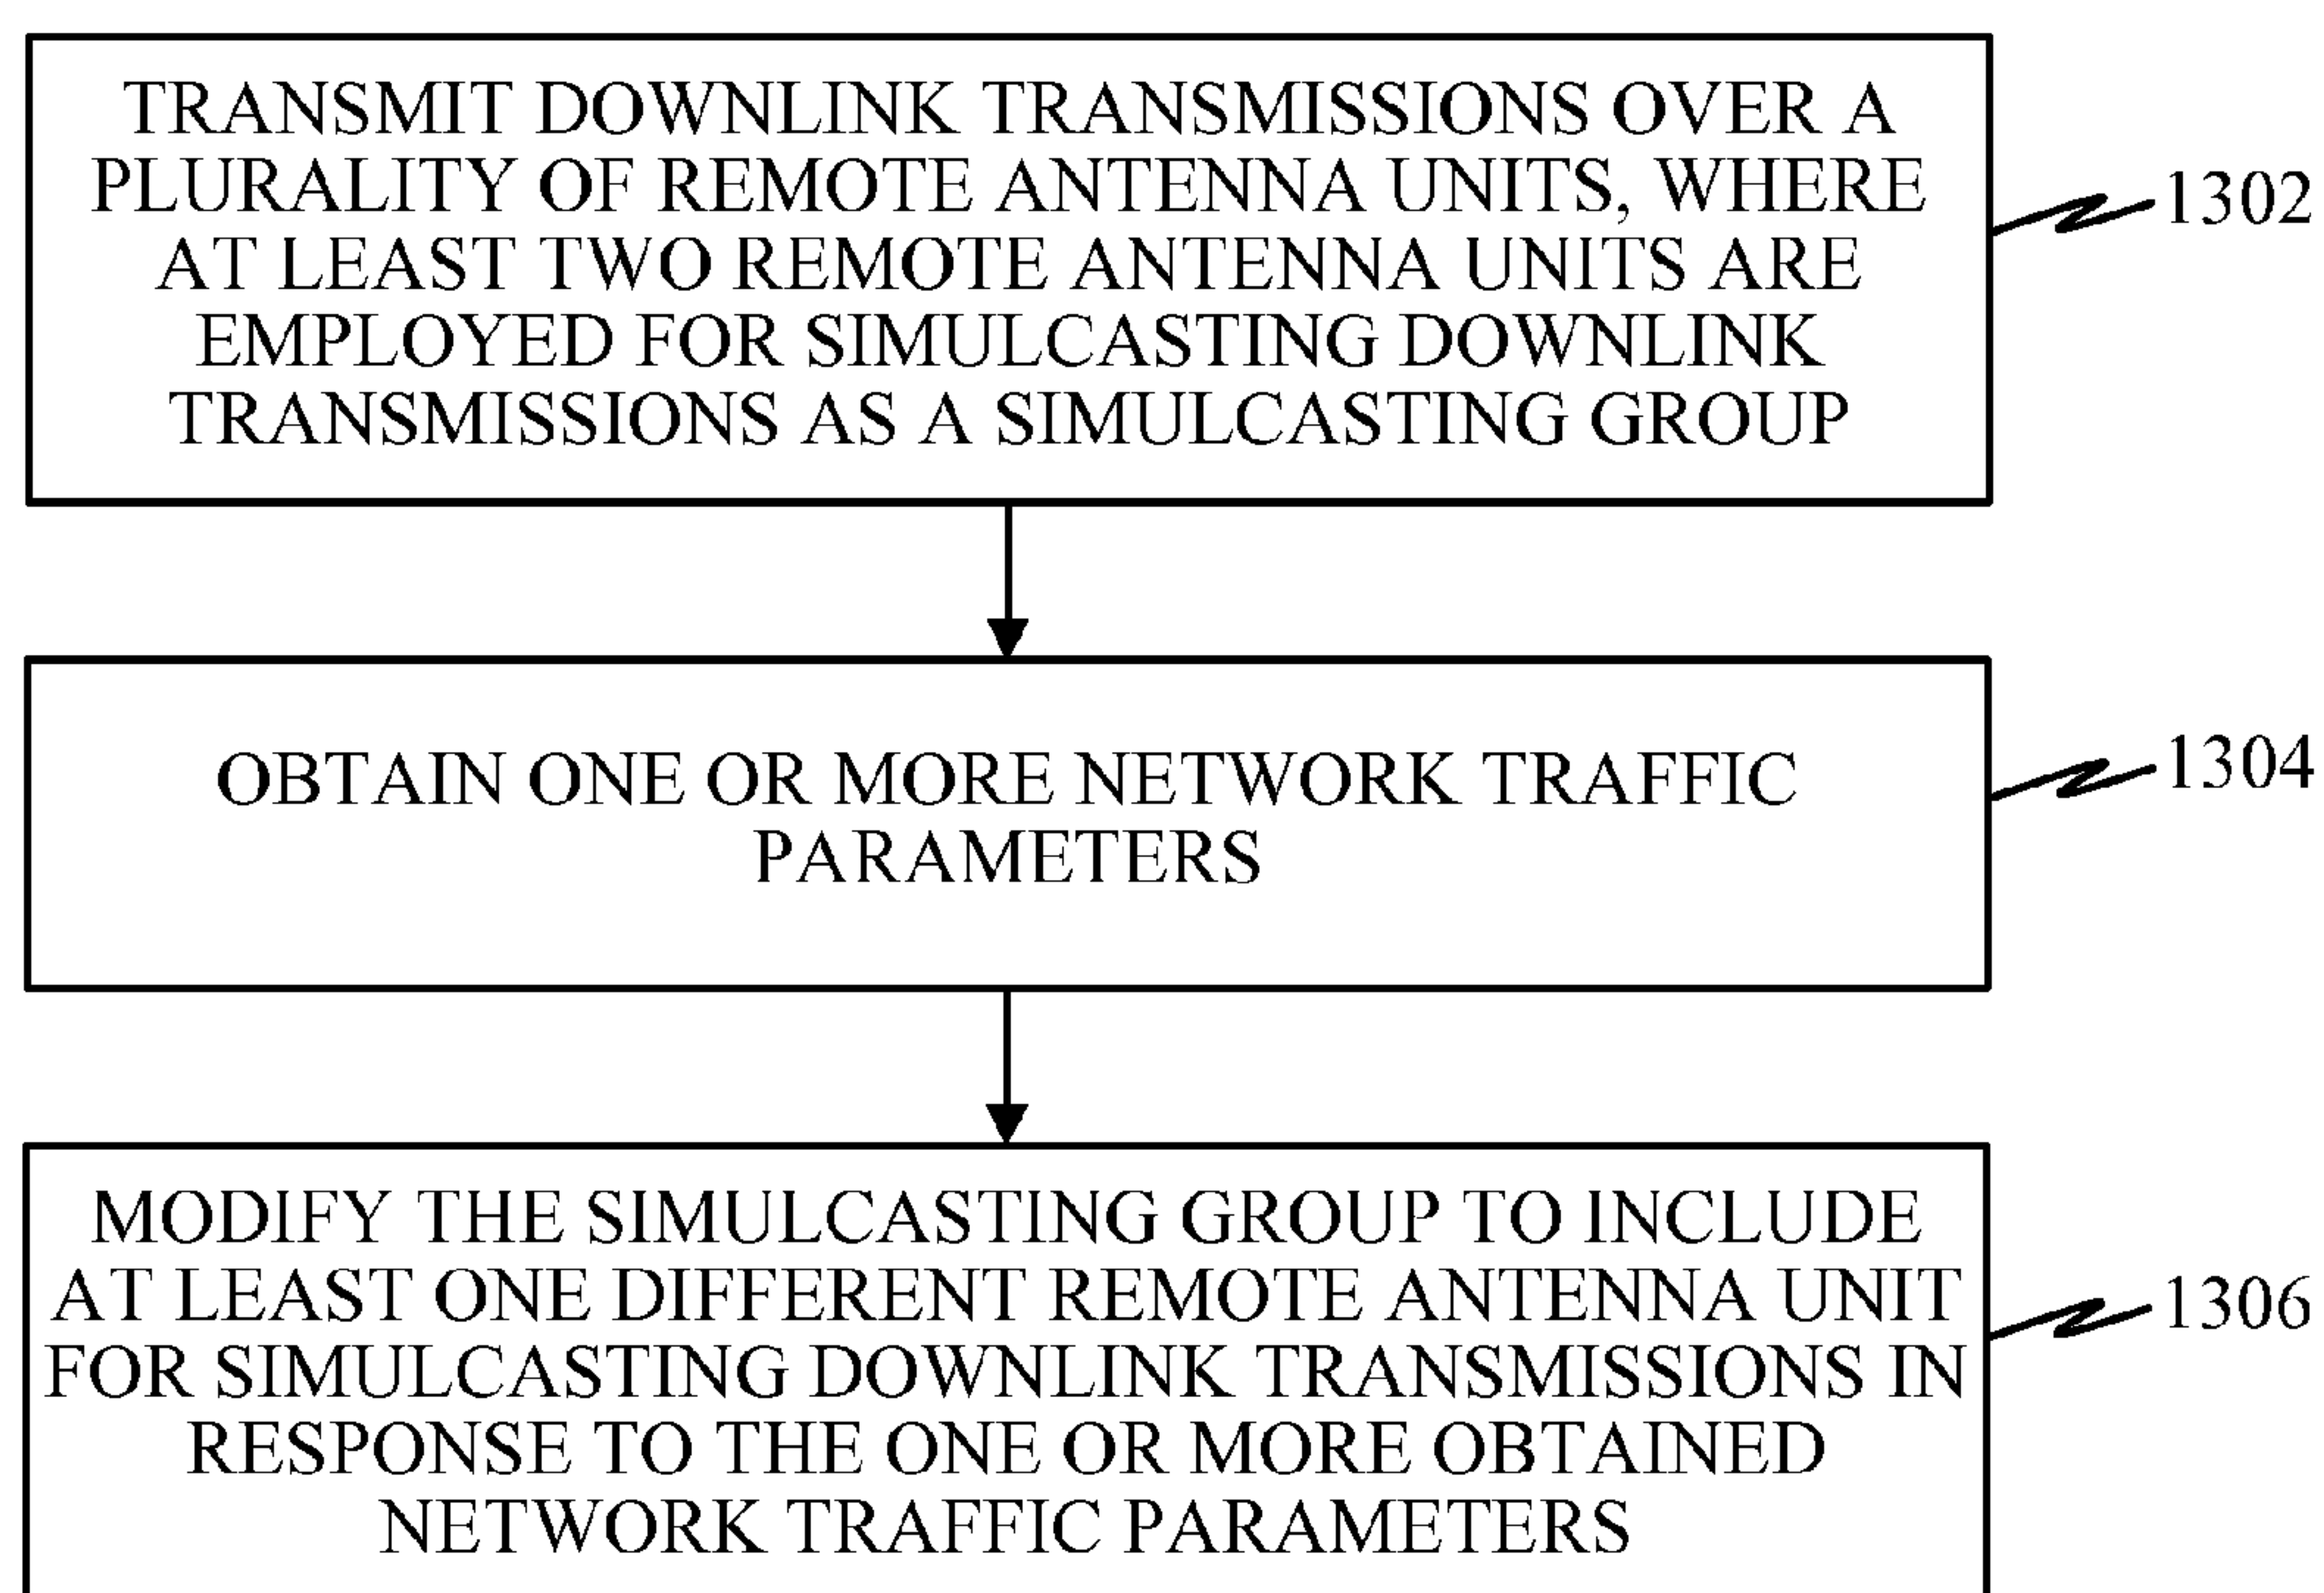 TRANSMIT DOWNLINK TRANSMISSIONS OVER A
PLURALITY OF REMOTE ANTENNA UNITS, WHERE
AT LEAST TWO REMOTE ANTENNA UNITS ARE
EMPLOYED FOR SIMULCASTING DOWNLINK
TRANSMISSIONS AS A SIMULCASTING GROUP
1302
OBTAIN ONE OR MORE NETWORK TRAFFIC
PARAMETERS
1304
MODIFY THE SIMULCASTING GROUP TO INCLUDE
AT LEAST ONE DIFFERENT REMOTE ANTENNA UNIT
FOR SIMULCASTING DOWNLINK TRANSMISSIONS IN
RESPONSE TO THE ONE OR MORE OBTAINED
NETWORK TRAFFIC PARAMETERS
1306